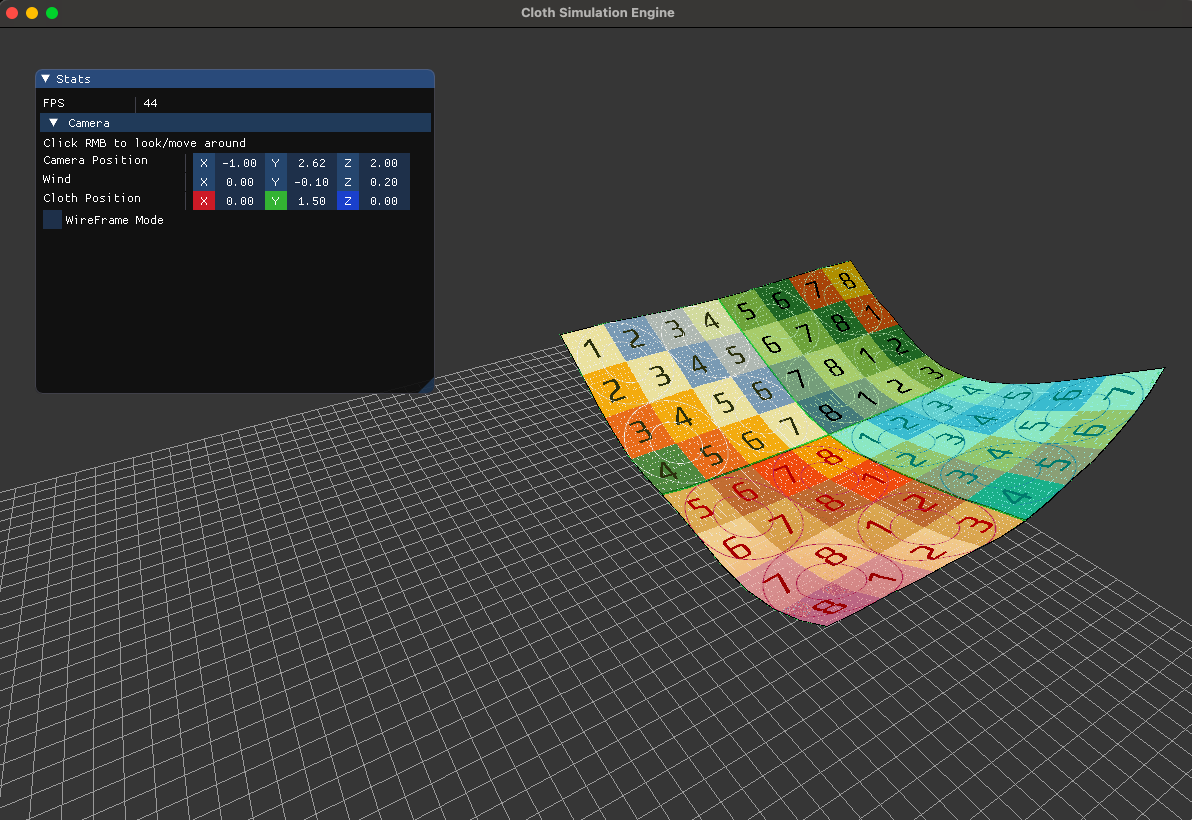 Cloth Simulation Engine
Stats
FPS 44
Camera
Click RMB to look/move around
Camera Position X -1.00 Y 2.62 Z 2.00
Wind X 0.00 Y -0.10 Z 0.20
Cloth Position X 0.00 Y 1.50 Z 0.00
WireFrame Mode
1 2 3 4 5 6 7 8
2 3 4 5 6 7 8 1
3 4 5 6 7 8 1 2
4 5 6 7 8 1 2 3
5 6 7 8 1 2 3 4
6 7 8 1 2 3 4 5
7 8 1 2 3 4 5 6
8 1 2 3 4 5 6 7